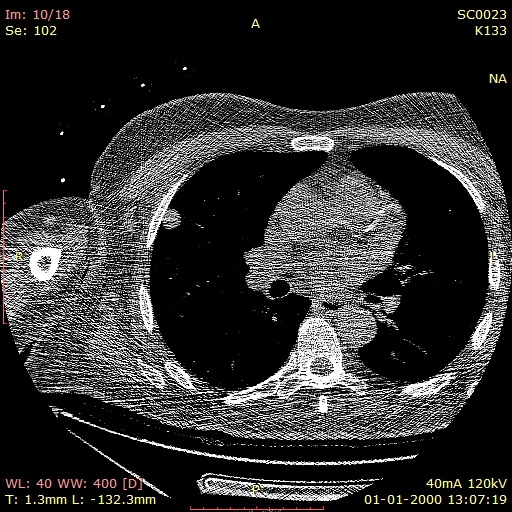 Im: 10/18
Se: 102
A
SC0023
K133
NA
R
WL: 40 WW: 400 [D]
T: 1.3mm L: -132.3mm
P
40mA 120kV
01-01-2000 13:07:19